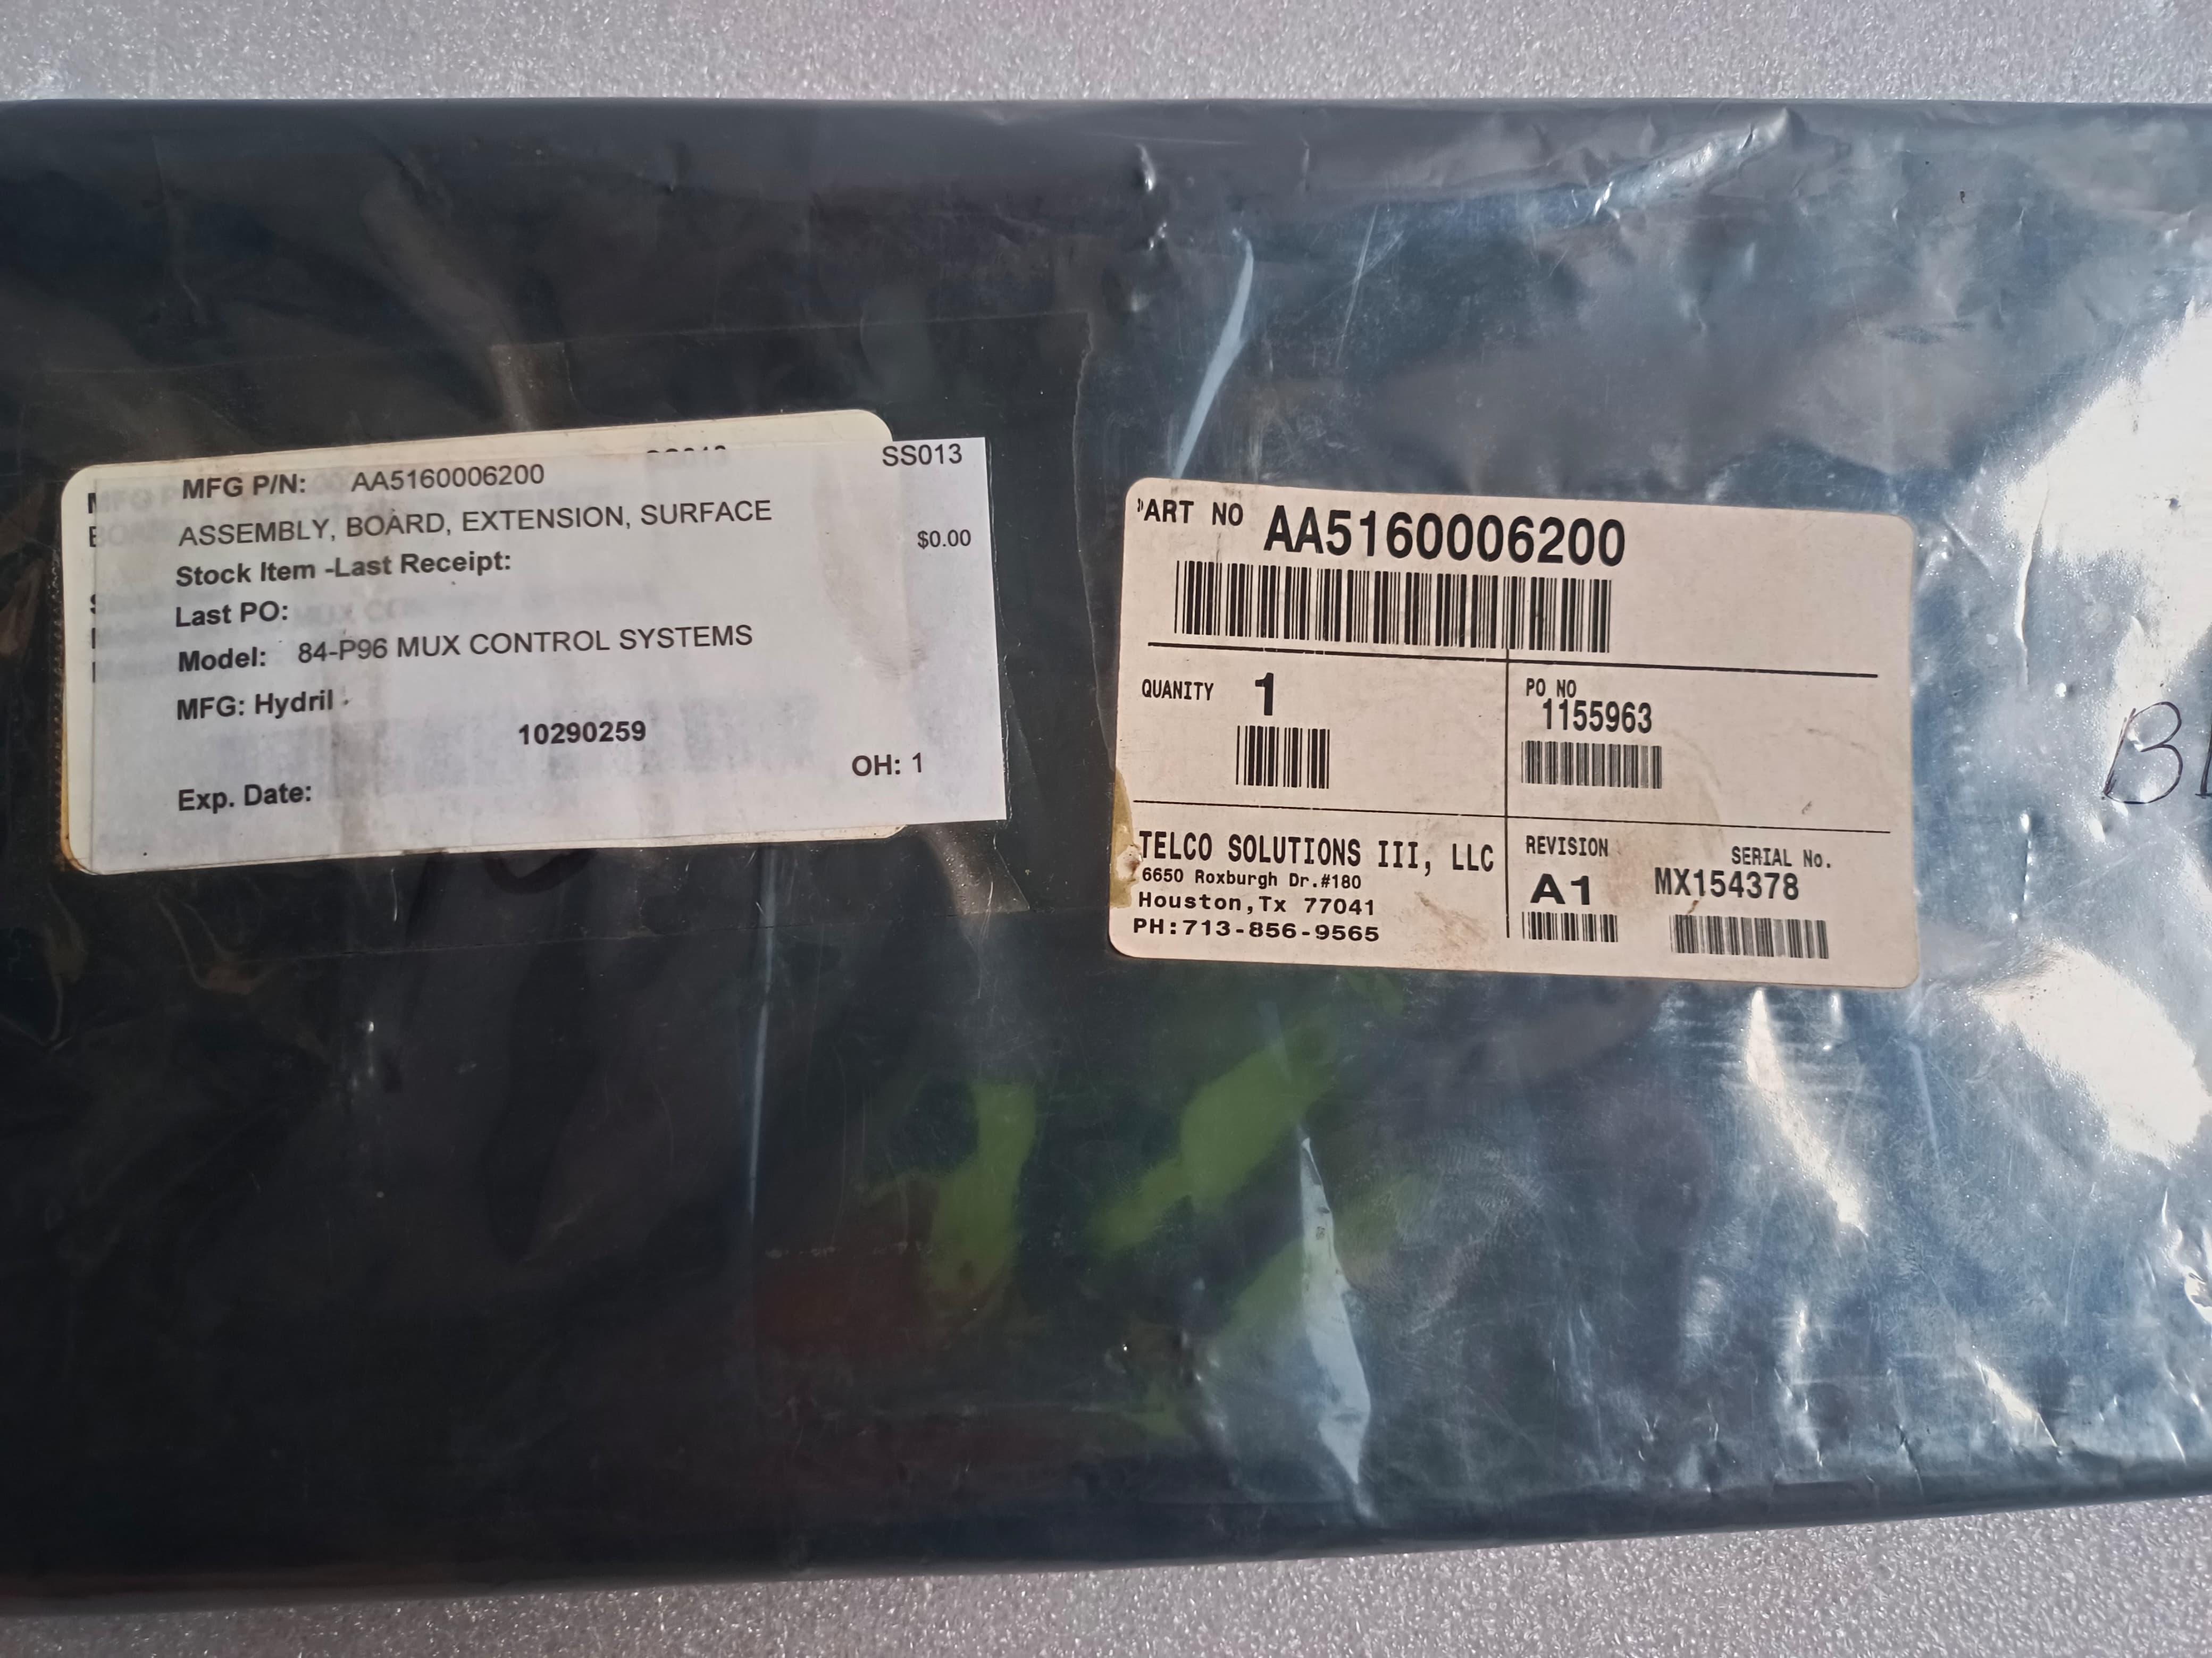 MFG P/N: AA5160006200 SS013
ASSEMBLY, BOARD, EXTENSION, SURFACE
$0.00
Stock Item -Last Receipt:
Last PO:
Model: 84-P96 MUX CONTROL SYSTEMS
MFG: Hydril
10290259
OH: 1
Exp. Date:
PART NO AA5160006200
QUANITY 1
PO NO
1155963
TELCO SOLUTIONS III, LLC
6650 Roxburgh Dr.#180
Houston,Tx 77041
PH:713-856-9565
REVISION
A1
SERIAL No.
MX154378